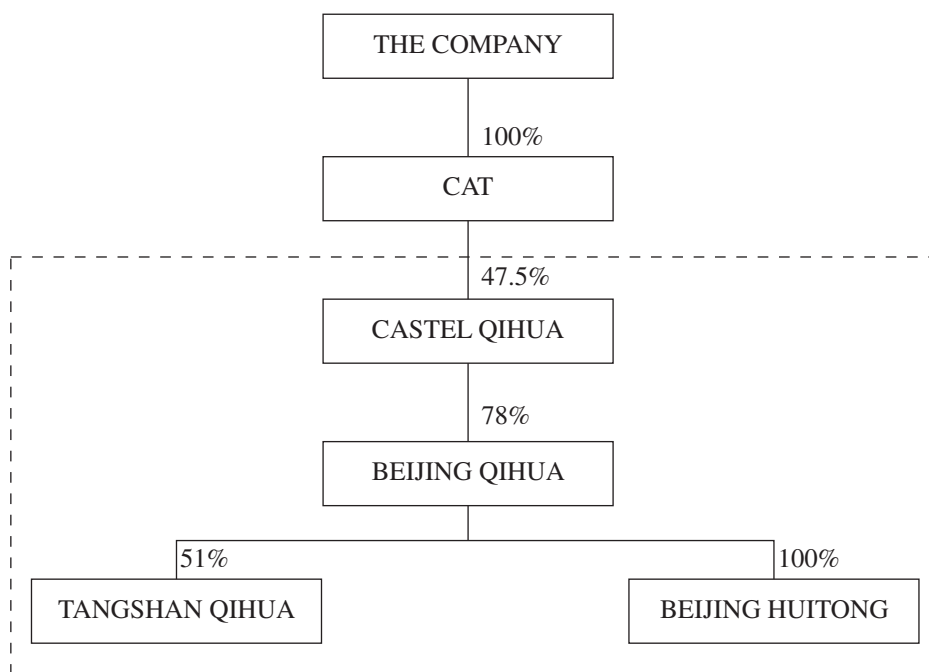 THE COMPANY
100%
CAT
47.5%
CASTEL QIHUA
78%
BEIJING QIHUA
51%
100%
TANGSHAN QIHUA
BEIJING HUITONG